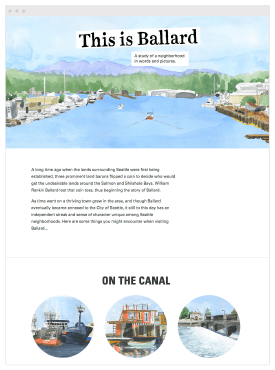 This is Ballard
A study of a neighborhood
in words and pictures.
A long time ago when the lands surrounding Seattle were first being
established, three prominent land barons flipped a coin to decide who would
get the undesirable lands around the Salmon and Shilshole Bays. William
Rankin Ballard lost that coin toss, thus beginning the story of Ballard.
As time went on a thriving town grew in the area, and though Ballard
eventually became annexed to the City of Seattle, it still to this day has an
independent streak and sense of character unique among Seattle
neighborhoods. Here are some things you might encounter when visiting
Ballard...
ON THE CANAL